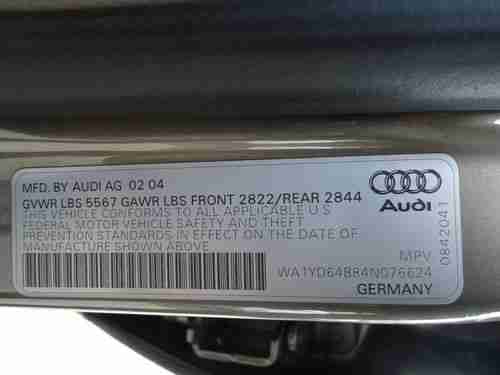 MFD. BY AUDI AG 02 04
GVWR LBS 5567 GAWR LBS FRONT 2822/REAR 2844
THIS VEHICLE CONFORMS TO ALL APPLICABLE U S
FEDERAL MOTOR VEHICLE SAFETY AND THEFT
PREVENTION STANDARDS IN EFFECT ON THE DATE OF
MANUFACTURE SHOWN ABOVE
Audi
0842041
MPV
WA1YD64B84N076624
GERMANY